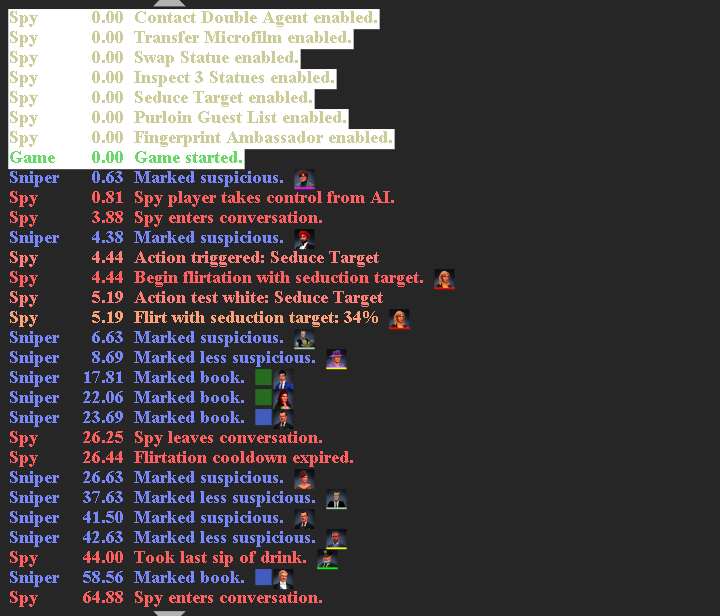 Spy 0.00 Contact Double Agent enabled.
Spy 0.00 Transfer Microfilm enabled.
Spy 0.00 Swap Statue enabled.
Spy 0.00 Inspect 3 Statues enabled.
Spy 0.00 Seduce Target enabled.
Spy 0.00 Purloin Guest List enabled.
Spy 0.00 Fingerprint Ambassador enabled.
Game 0.00 Game started.
Sniper 0.63 Marked suspicious.
Spy 0.81 Spy player takes control from AI.
Spy 3.88 Spy enters conversation.
Sniper 4.38 Marked suspicious.
Spy 4.44 Action triggered: Seduce Target
Spy 4.44 Begin flirtation with seduction target.
Spy 5.19 Action test white: Seduce Target
Spy 5.19 Flirt with seduction target: 34%
Sniper 6.63 Marked suspicious.
Sniper 8.69 Marked less suspicious.
Sniper 17.81 Marked book.
Sniper 22.06 Marked book.
Sniper 23.69 Marked book.
Spy 26.25 Spy leaves conversation.
Spy 26.44 Flirtation cooldown expired.
Sniper 26.63 Marked suspicious.
Sniper 37.63 Marked less suspicious.
Sniper 41.50 Marked suspicious.
Sniper 42.63 Marked less suspicious.
Spy 44.00 Took last sip of drink.
Sniper 58.56 Marked book.
Spy 64.88 Spy enters conversation.